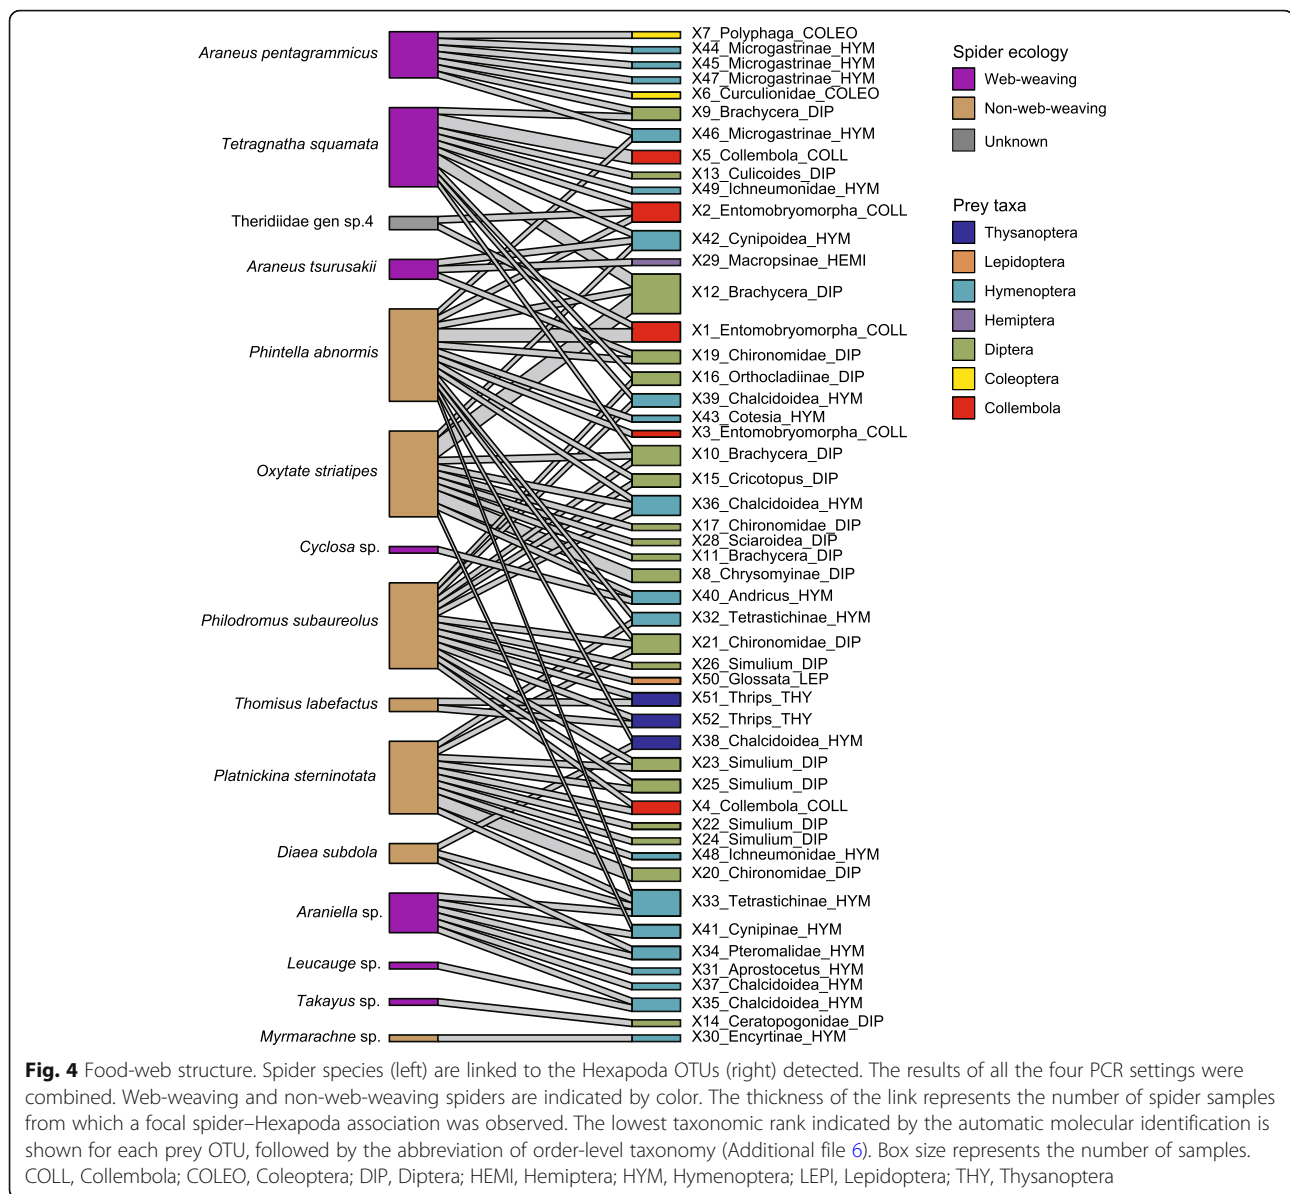 Araneus pentagrammicus
Tetragnatha squamata
Theridiidae gen sp.4
Araneus tsurusakii
Phintella abnormis
Oxytate striatipes
Cyclosa sp.
Philodromus subaureolus
Thomisus labefactus
Platnickina sterninotata
Diaea subdola
Araniella sp.
Leucauge sp.
Takayus sp.
Myrmarachne sp.
X7_Polyphaga_COLEO
X44_Microgastrinae_HYM
X45_Microgastrinae_HYM
X47_Microgastrinae_HYM
X6_Curculionidae_COLEO
X9_Brachycera_DIP
X46_Microgastrinae_HYM
X5_Collembola_COLL
X13_Culicoides_DIP
X49_Ichneumonidae_HYM
X2_Entomobryomorpha_COLL
X42_Cynipoidea_HYM
X29_Macropsinae_HEMI
X12_Brachycera_DIP
X1_Entomobryomorpha_COLL
X19_Chironomidae_DIP
X16_Orthocladiinae_DIP
X39_Chalcidoidea_HYM
X43_Cotesia_HYM
X3_Entomobryomorpha_COLL
X10_Brachycera_DIP
X15_Cricotopus_DIP
X36_Chalcidoidea_HYM
X17_Chironomidae_DIP
X28_Sciaroidea_DIP
X11_Brachycera_DIP
X8_Chrysomyinae_DIP
X40_Andricus_HYM
X32_Tetrastichinae_HYM
X21_Chironomidae_DIP
X26_Simulium_DIP
X50_Glossata_LEP
X51_Thrips_THY
X52_Thrips_THY
X38_Chalcidoidea_HYM
X23_Simulium_DIP
X25_Simulium_DIP
X4_Collembola_COLL
X22_Simulium_DIP
X24_Simulium_DIP
X48_Ichneumonidae_HYM
X20_Chironomidae_DIP
X33_Tetrastichinae_HYM
X41_Cynipinae_HYM
X34_Pteromalidae_HYM
X31_Aprostocetus_HYM
X37_Chalcidoidea_HYM
X35_Chalcidoidea_HYM
X14_Ceratopogonidae_DIP
X30_Encyrtinae_HYM
Spider ecology
Web-weaving
Non-web-weaving
Unknown
Prey taxa
Thysanoptera
Lepidoptera
Hymenoptera
Hemiptera
Diptera
Coleoptera
Collembola
Fig. 4 Food-web structure. Spider species (left) are linked to the Hexapoda OTUs (right) detected. The results of all the four PCR settings were
combined. Web-weaving and non-web-weaving spiders are indicated by color. The thickness of the link represents the number of spider samples
from which a focal spider–Hexapoda association was observed. The lowest taxonomic rank indicated by the automatic molecular identification is
shown for each prey OTU, followed by the abbreviation of order-level taxonomy (Additional file 6). Box size represents the number of samples.
COLL, Collembola; COLEO, Coleoptera; DIP, Diptera; HEMI, Hemiptera; HYM, Hymenoptera; LEPI, Lepidoptera; THY, Thysanoptera